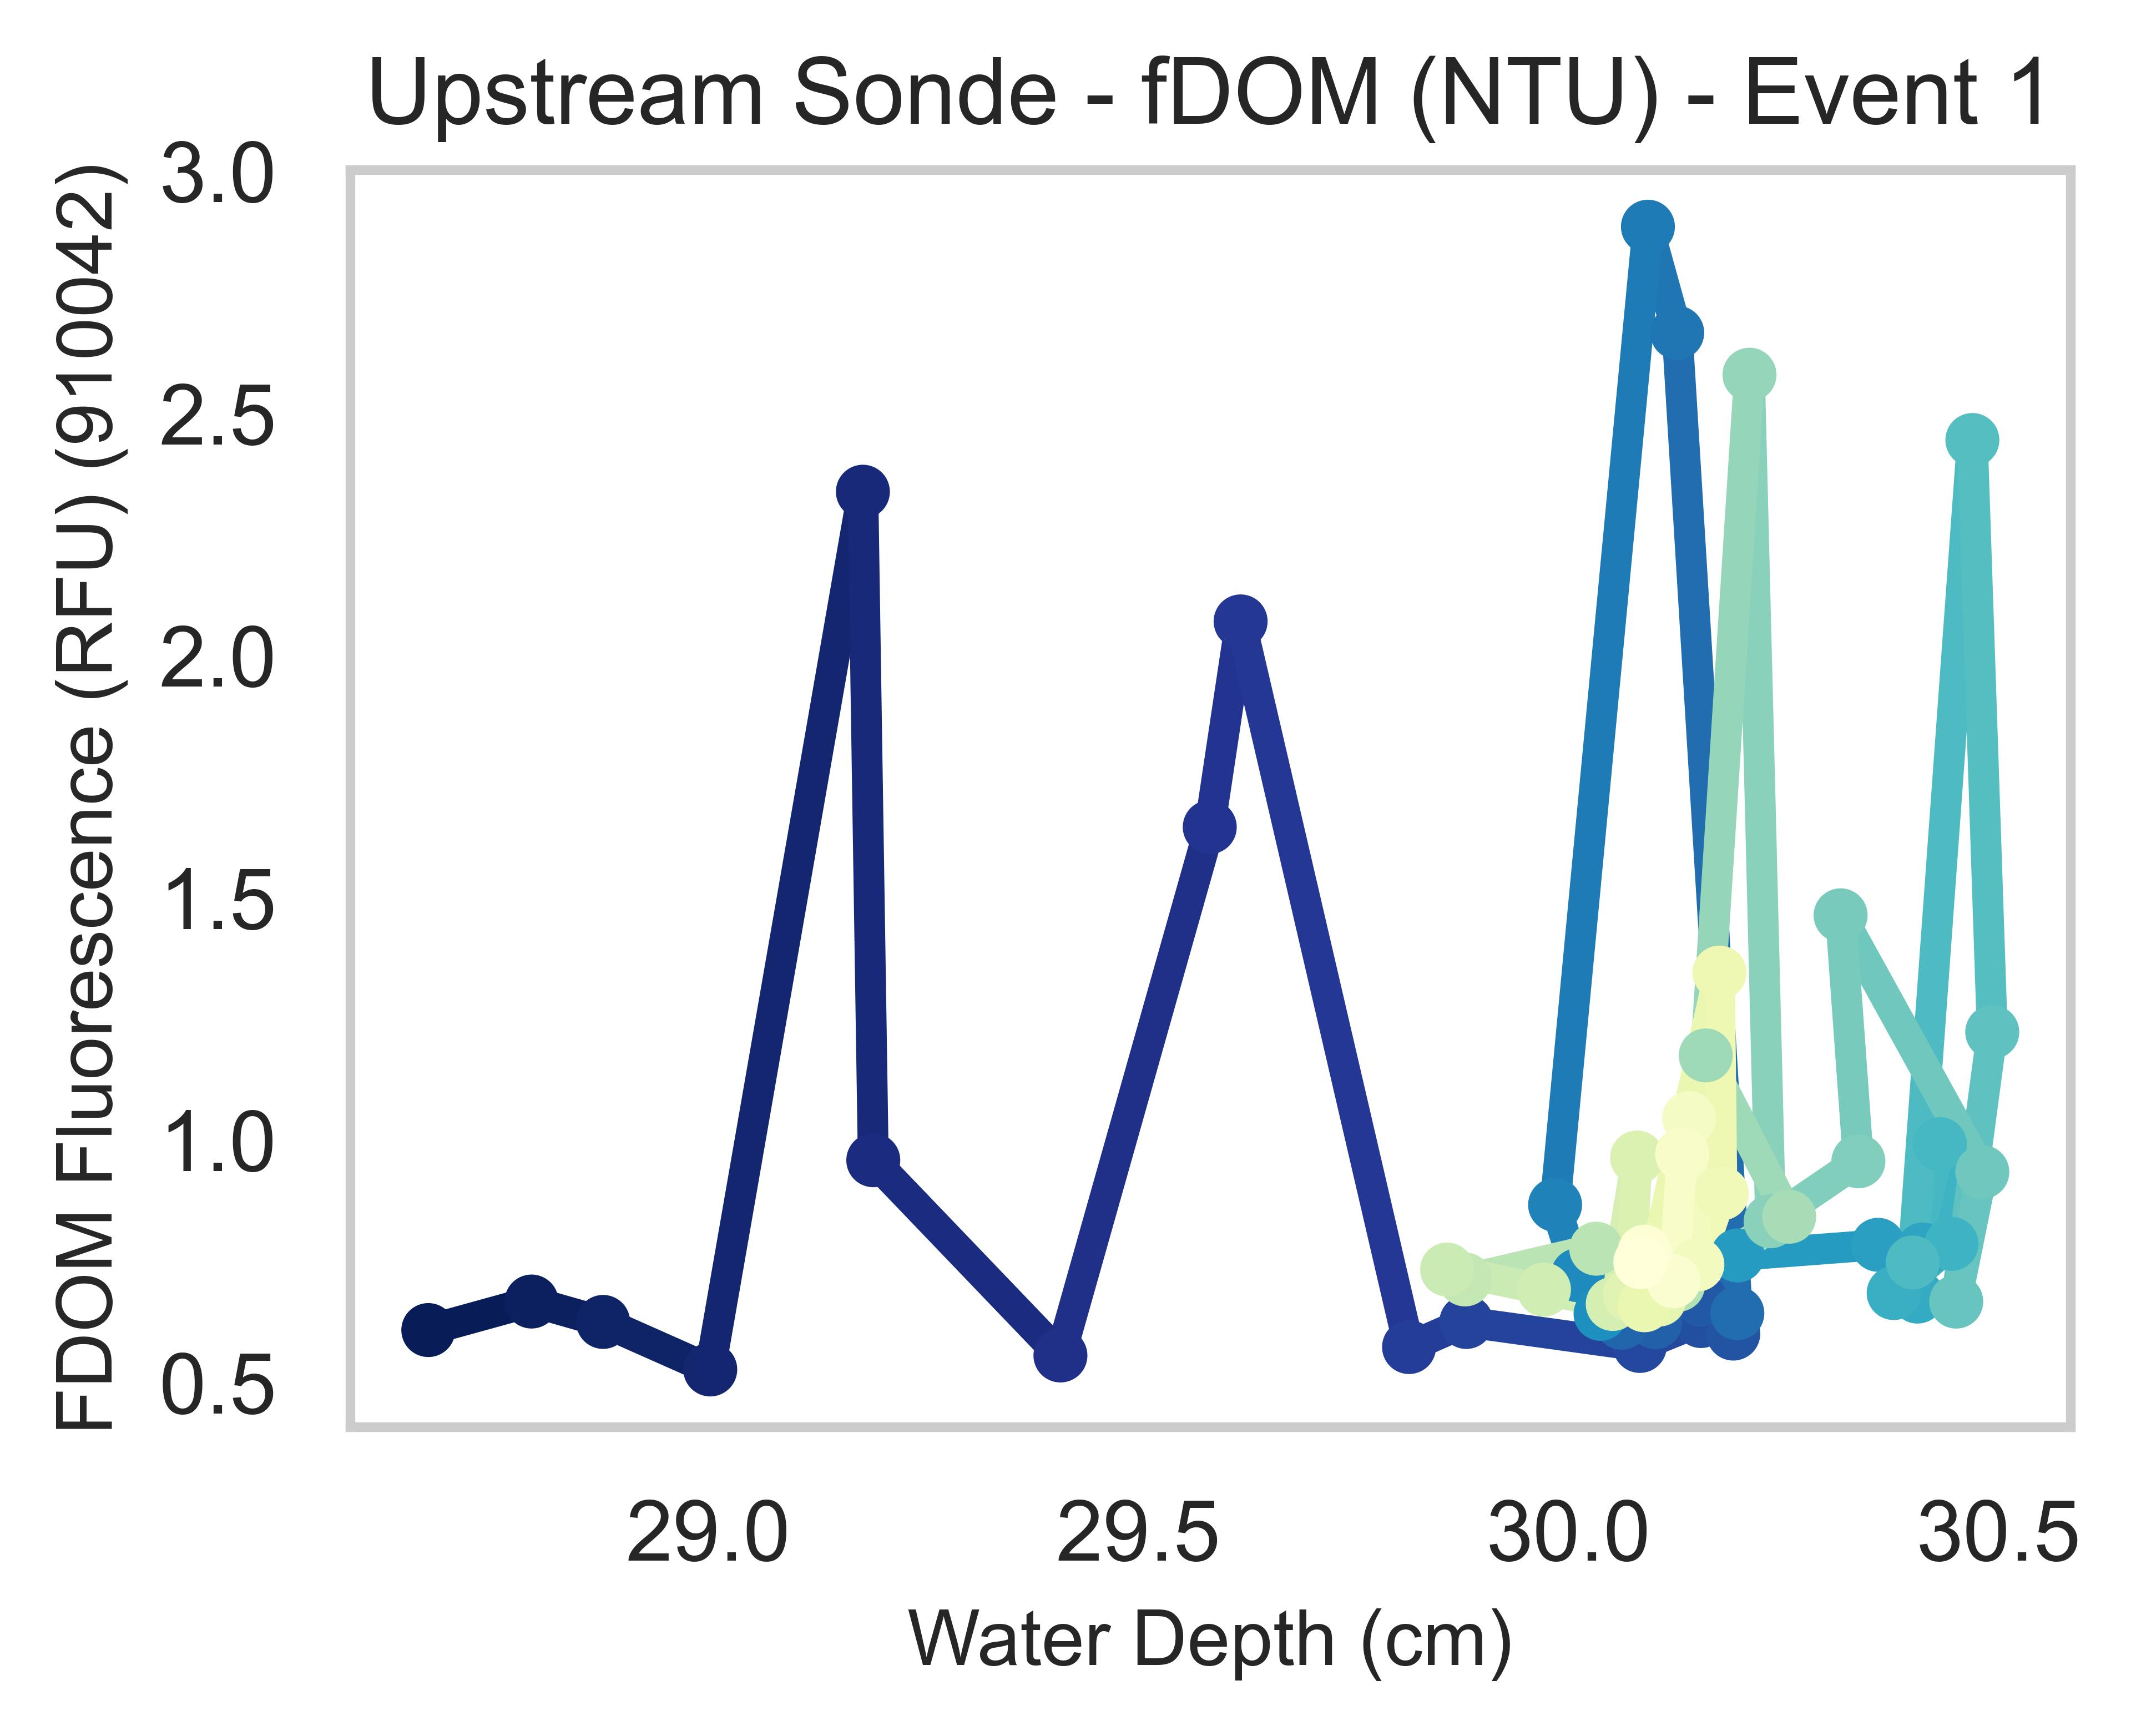 Upstream Sonde - fDOM (NTU) - Event 1
FDOM Fluorescence (RFU) (910042)
3.0
2.5
2.0
1.5
1.0
0.5
29.0 29.5 30.0 30.5
Water Depth (cm)